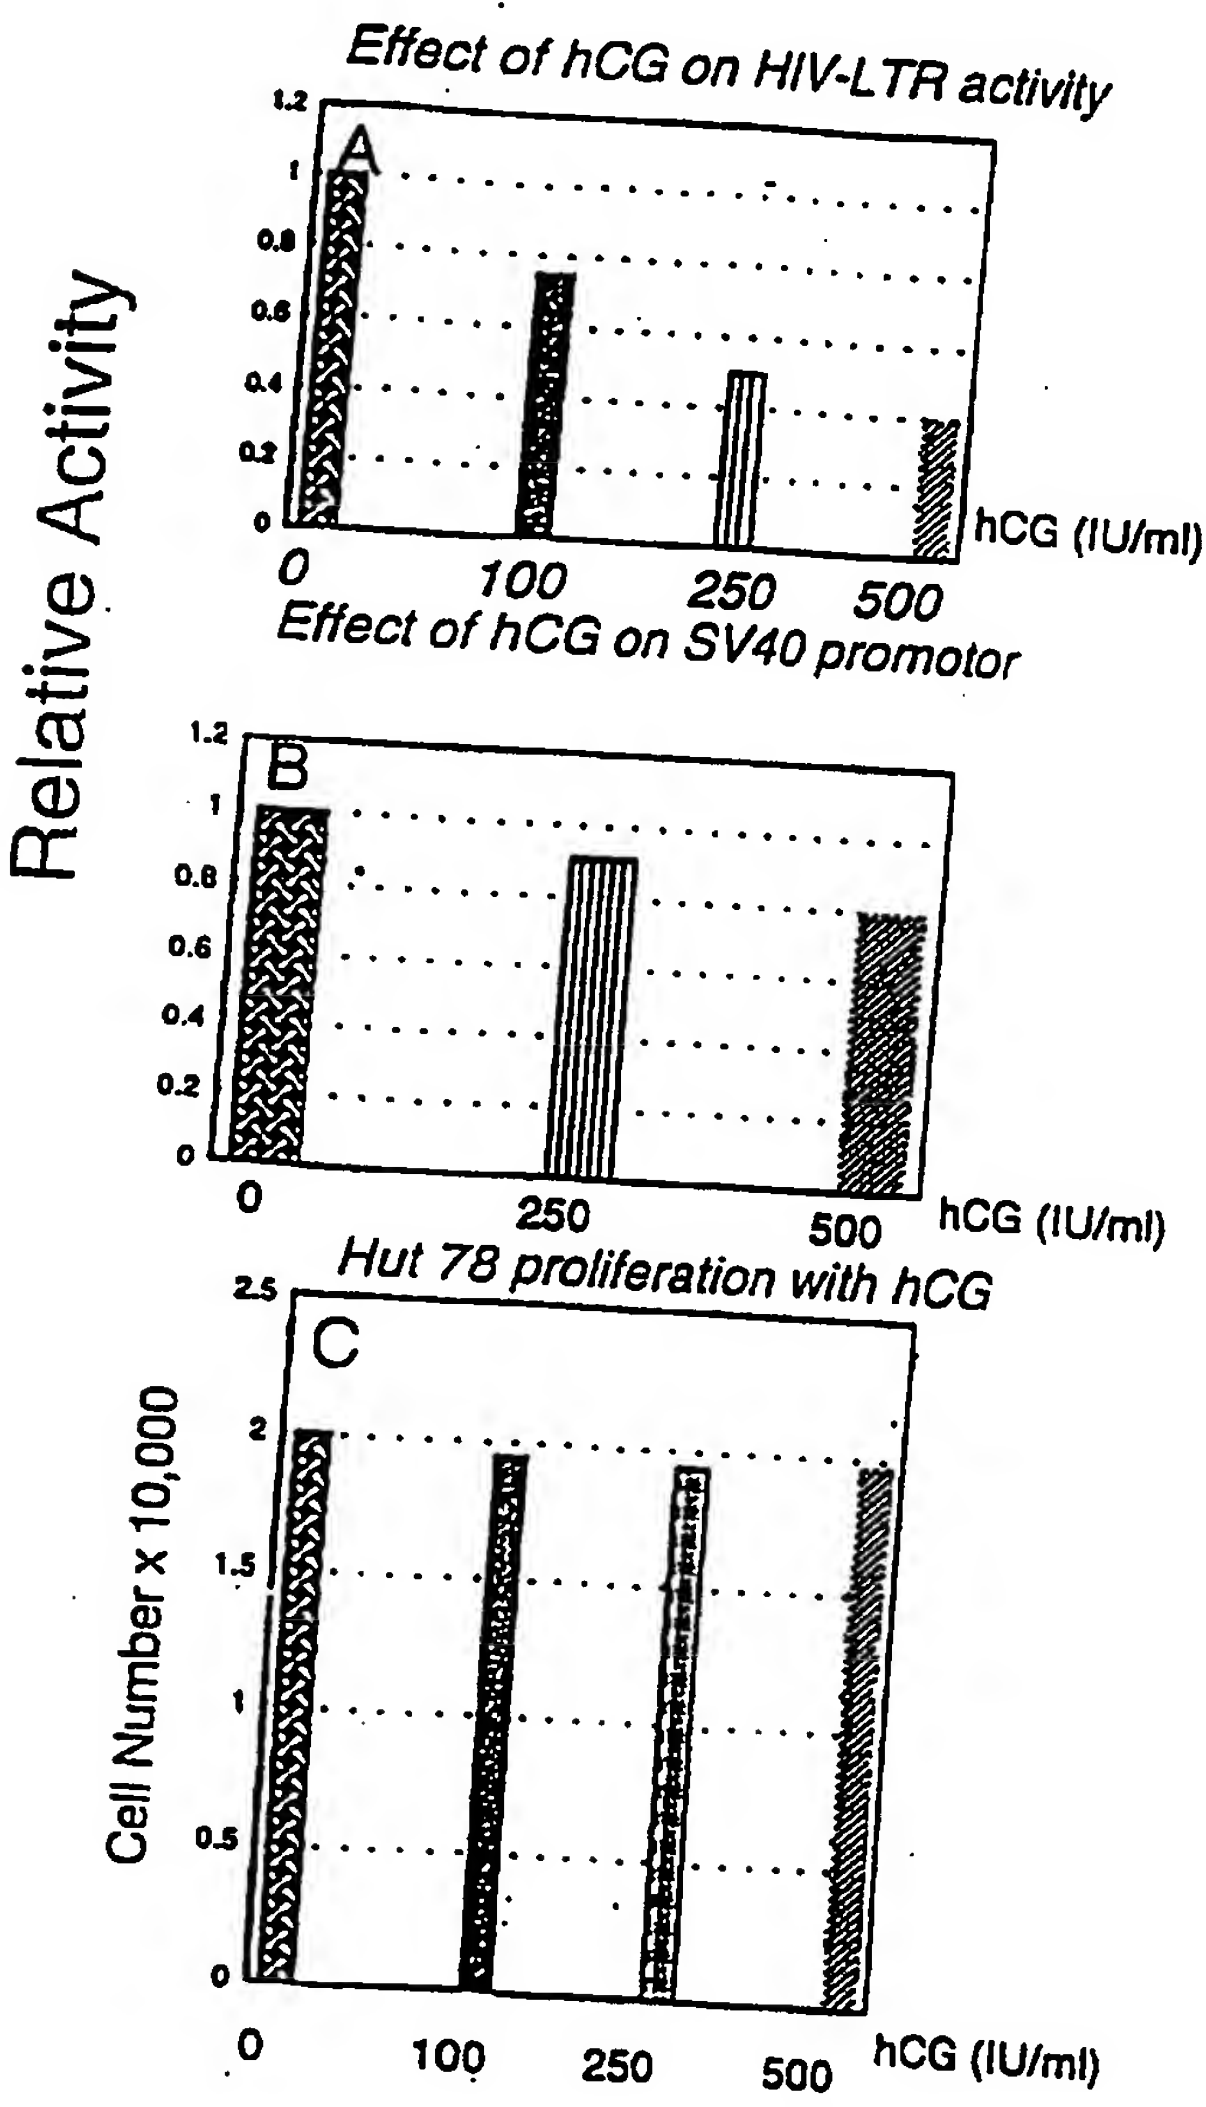 Relative Activity
Effect of hCG on HIV-LTR activity
A
1.2
1
0.8
0.6
0.4
0.2
0
0 100 250 500
hCG (IU/ml)
Effect of hCG on SV40 promotor
B
1.2
1
0.8
0.6
0.4
0.2
0
0 250 500
hCG (IU/ml)
Hut 78 proliferation with hCG
C
Cell Number x 10,000
2.5
2
1.5
1
0.5
0
0 100 250 500
hCG (IU/ml)